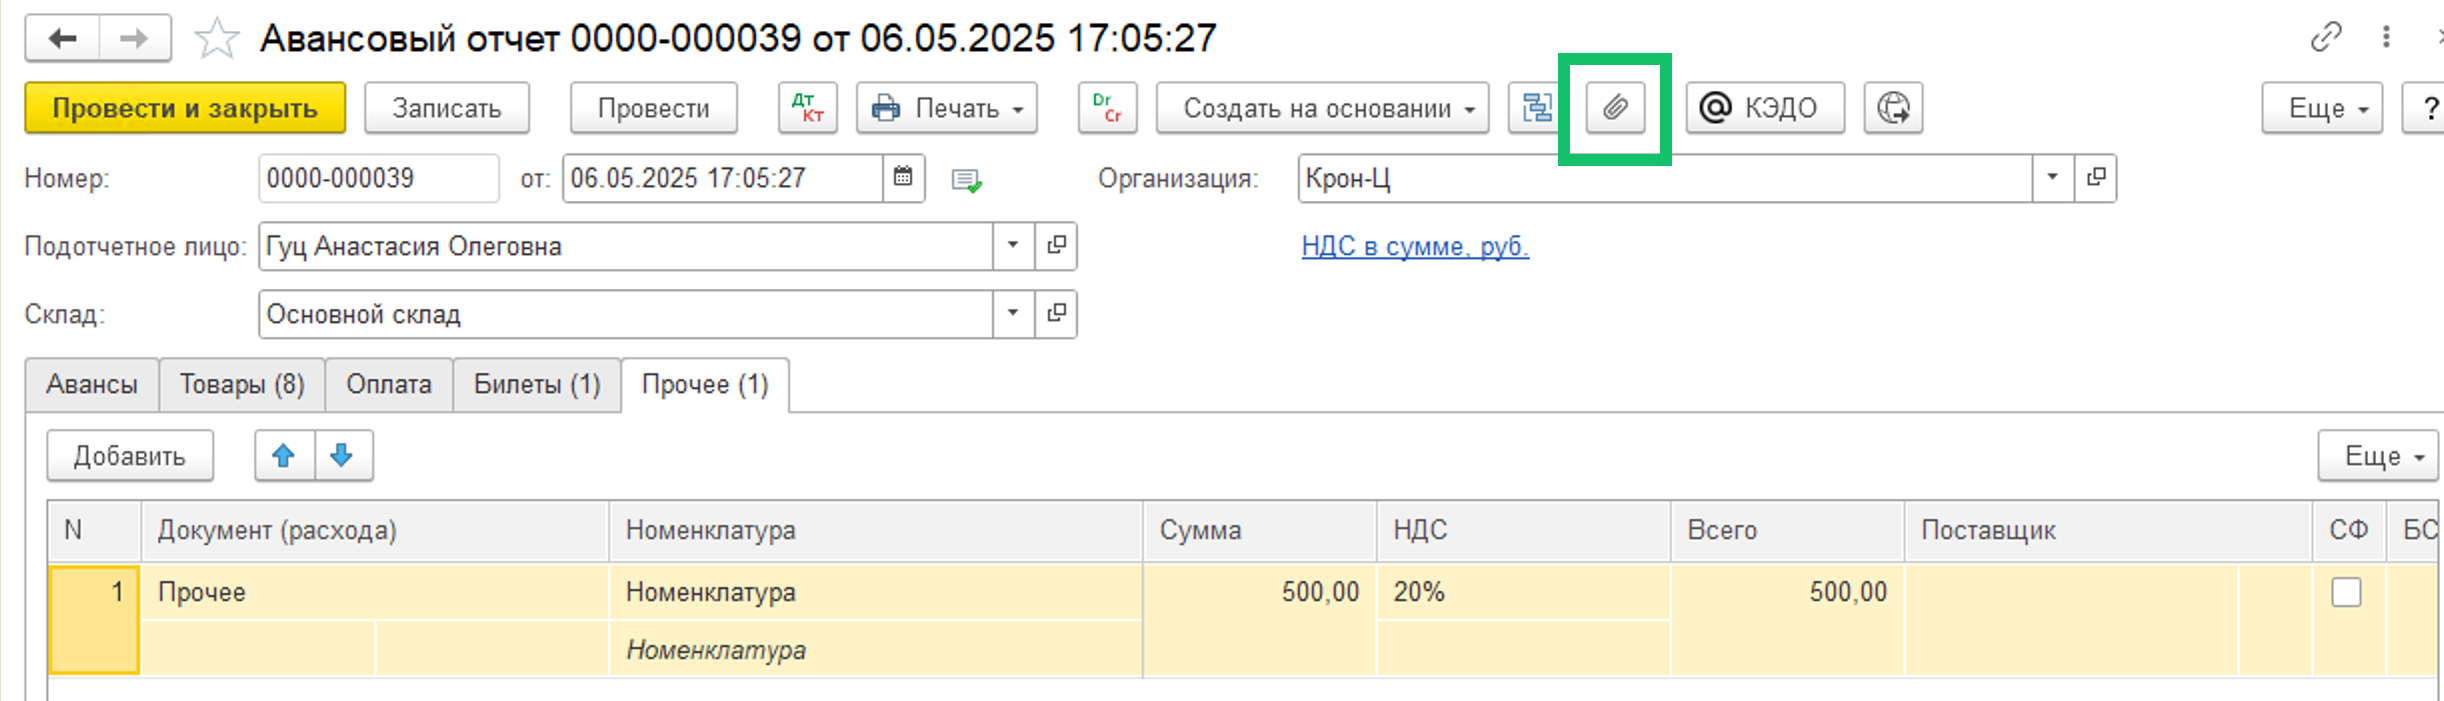 Авансовый отчет 0000-000039 от 06.05.2025 17:05:27
Провести и закрыть Записать Провести Дт Кт Печать Dr Cr Создать на основании @ КЭДО Еще ?
Номер: 0000-000039 от: 06.05.2025 17:05:27 Организация: Крон-Ц
Подотчетное лицо: Гуц Анастасия Олеговна НДС в сумме, руб.
Склад: Основной склад
Авансы Товары (8) Оплата Билеты (1) Прочее (1)
Добавить Еще
N Документ (расхода) Номенклатура Сумма НДС Всего Поставщик СФ БС
1 Прочее Номенклатура 500,00 20% 500,00
Номенклатура